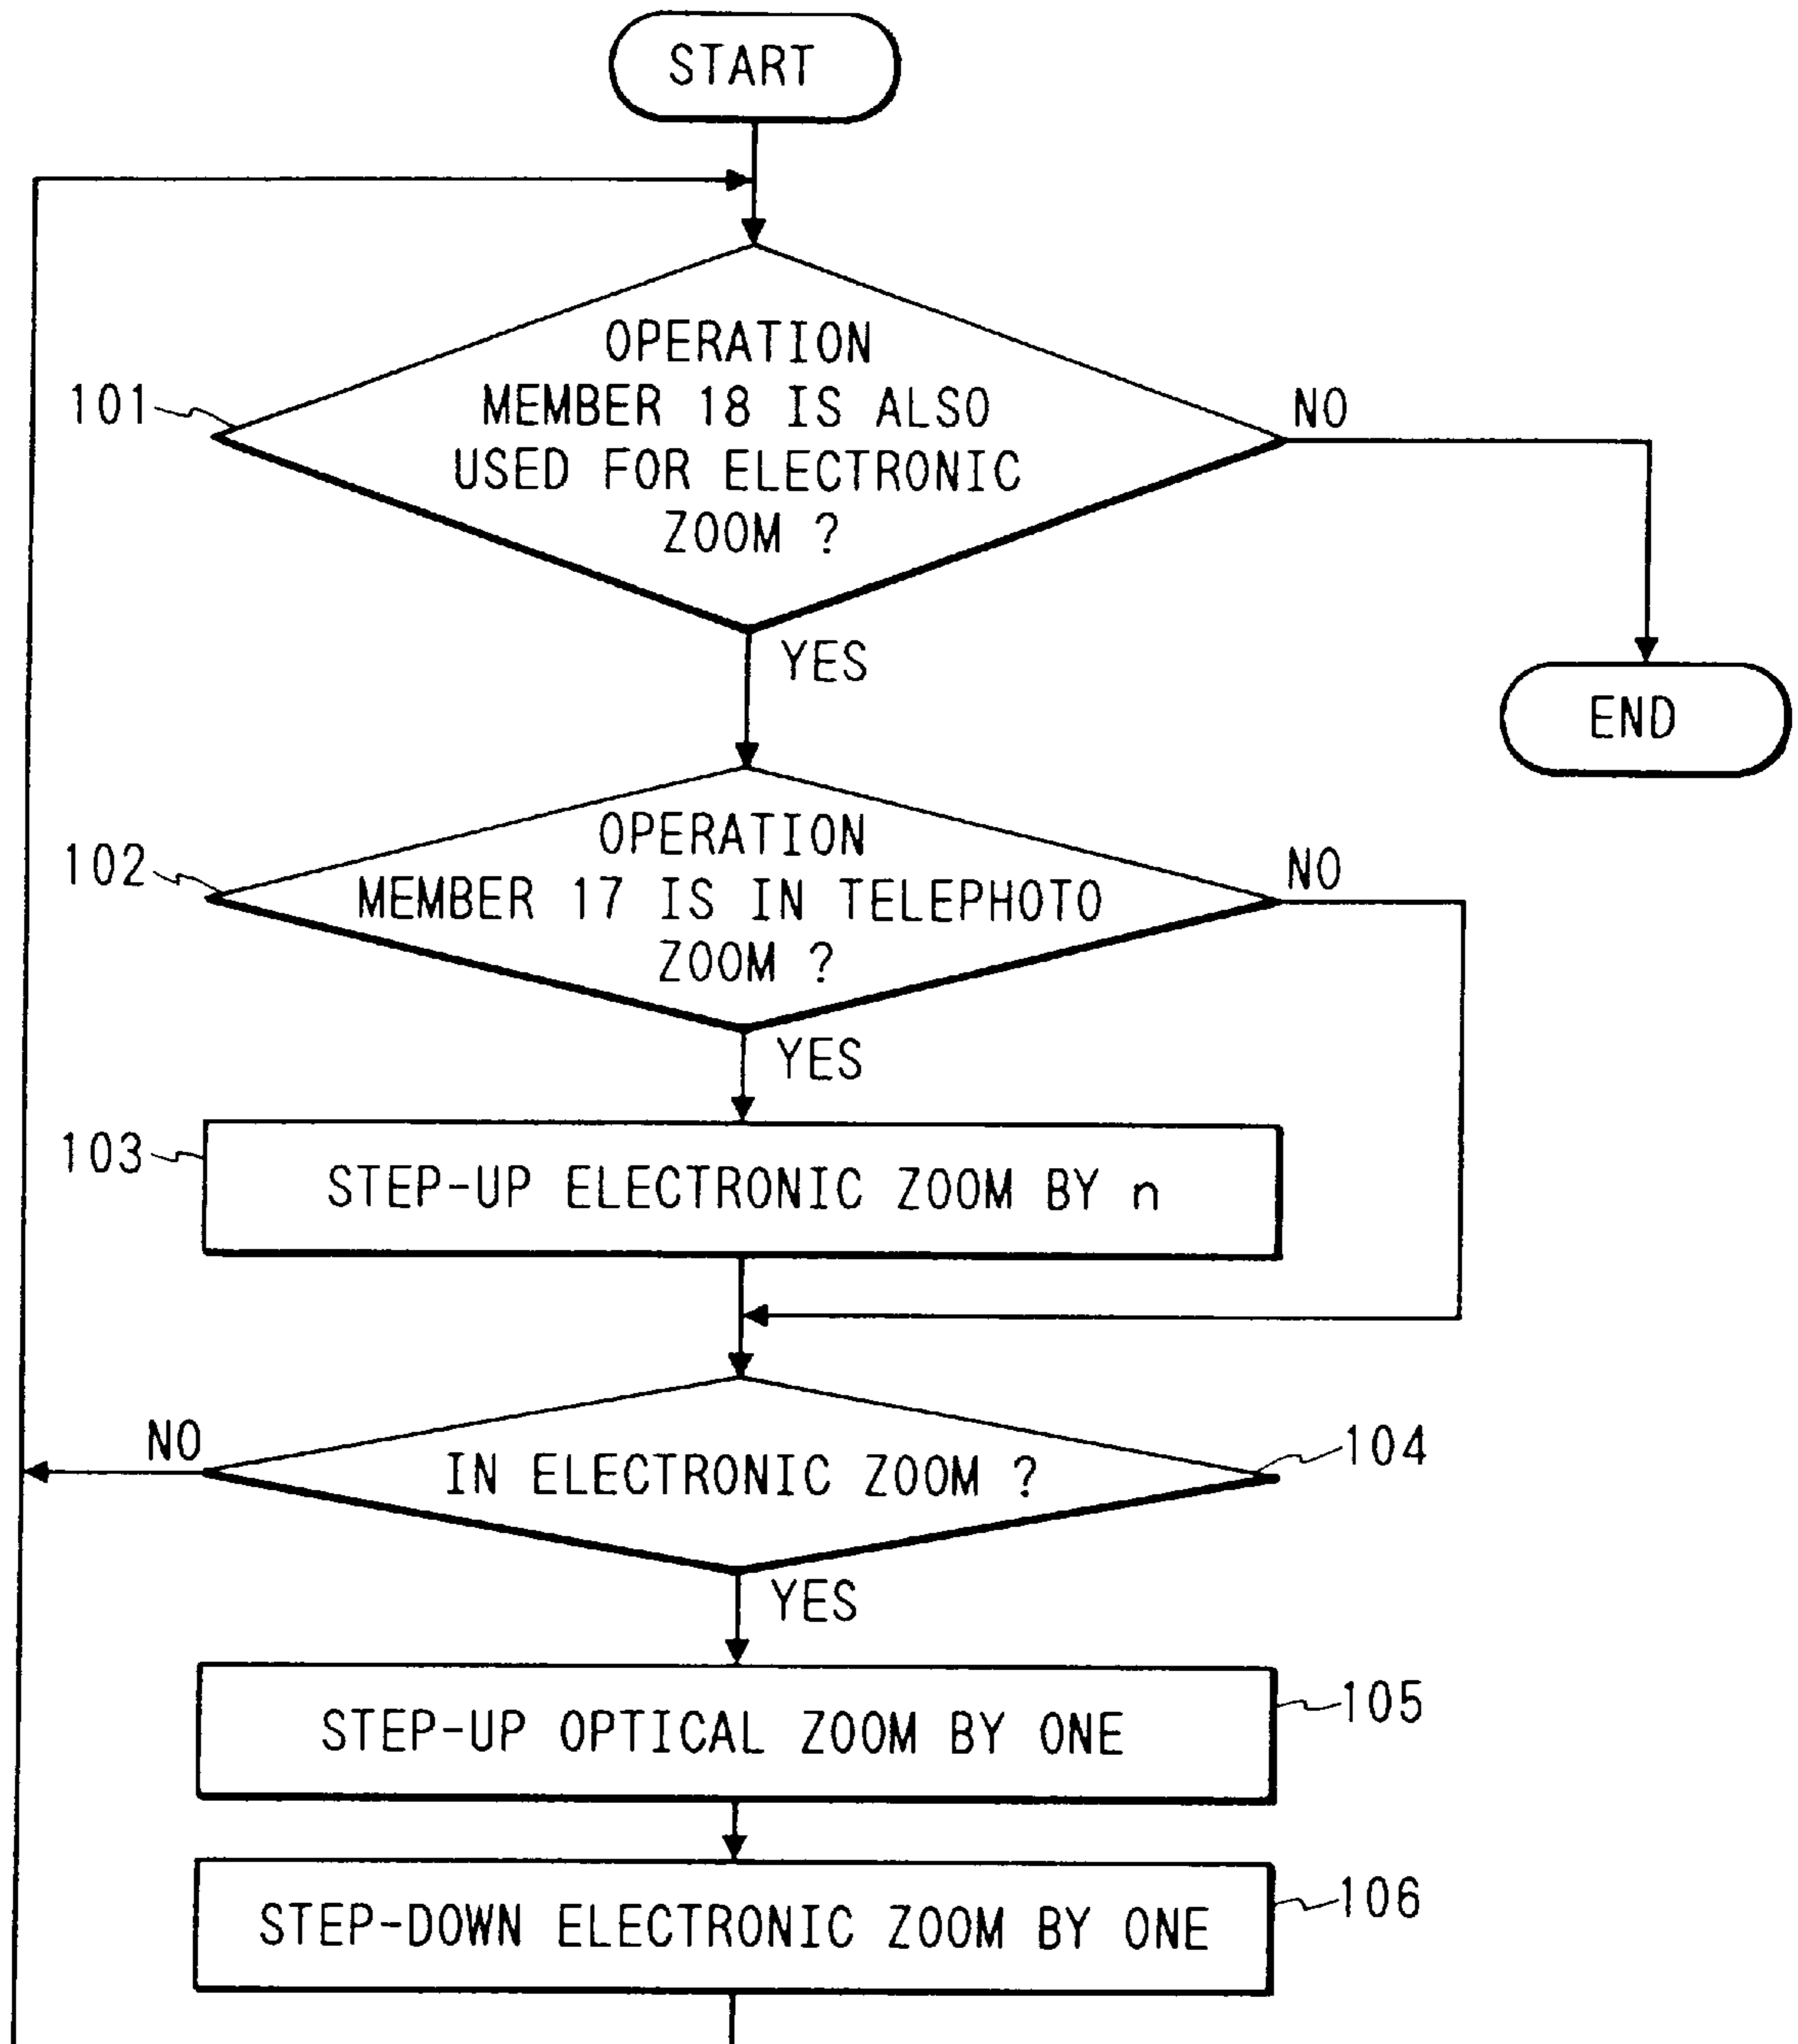 START
OPERATION
MEMBER 18 IS ALSO
USED FOR ELECTRONIC
ZOOM ?
101
NO
YES
END
OPERATION
MEMBER 17 IS IN TELEPHOTO
ZOOM ?
102
NO
YES
103
STEP-UP ELECTRONIC ZOOM BY n
NO
IN ELECTRONIC ZOOM ?
104
YES
STEP-UP OPTICAL ZOOM BY ONE
105
STEP-DOWN ELECTRONIC ZOOM BY ONE
106